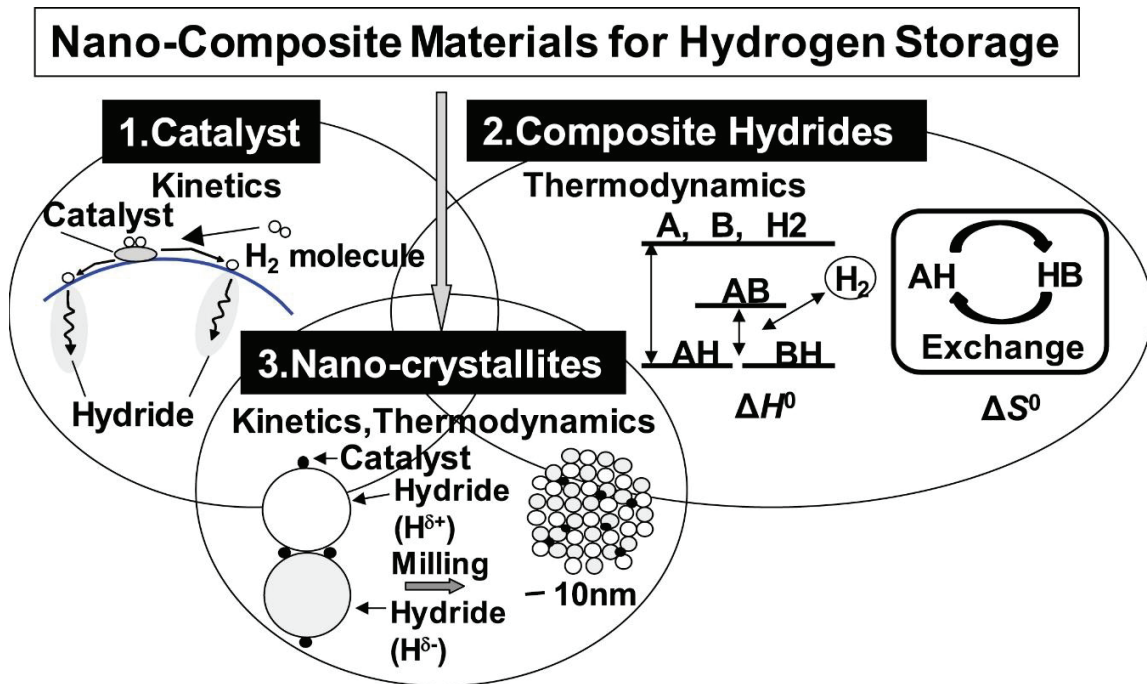 Nano-Composite Materials for Hydrogen Storage
1.Catalyst
Kinetics
Catalyst
H₂ molecule
Hydride
2.Composite Hydrides
Thermodynamics
A, B, H2
AB
H₂
AH
BH
ΔH⁰
AH
HB
Exchange
ΔS⁰
3.Nano-crystallites
Kinetics,Thermodynamics
Catalyst
Hydride
(Hᵟ⁺)
Milling
Hydride
(Hᵟ⁻)
– 10nm